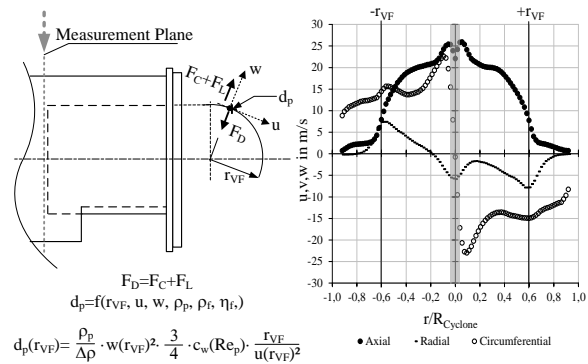 Measurement Plane
F_C+F_L
w
d_p
u
F_D
r_VF
F_D=F_C+F_L
d_p=f(r_VF, u, w, ρ_p, ρ_f, η_f,)
d_p(r_VF)= ρ_p/Δρ ·w(r_VF)²· 3/4 ·c_w(Re_p)· r_VF/u(r_VF)²
-r_VF
+r_VF
u,v,w in m/s
30
25
20
15
10
5
0
-5
-10
-15
-20
-25
-30
-1,0 -0,8 -0,6 -0,4 -0,2 0,0 0,2 0,4 0,6 0,8 1,0
r/R_Cyclone
Axial Radial Circumferential